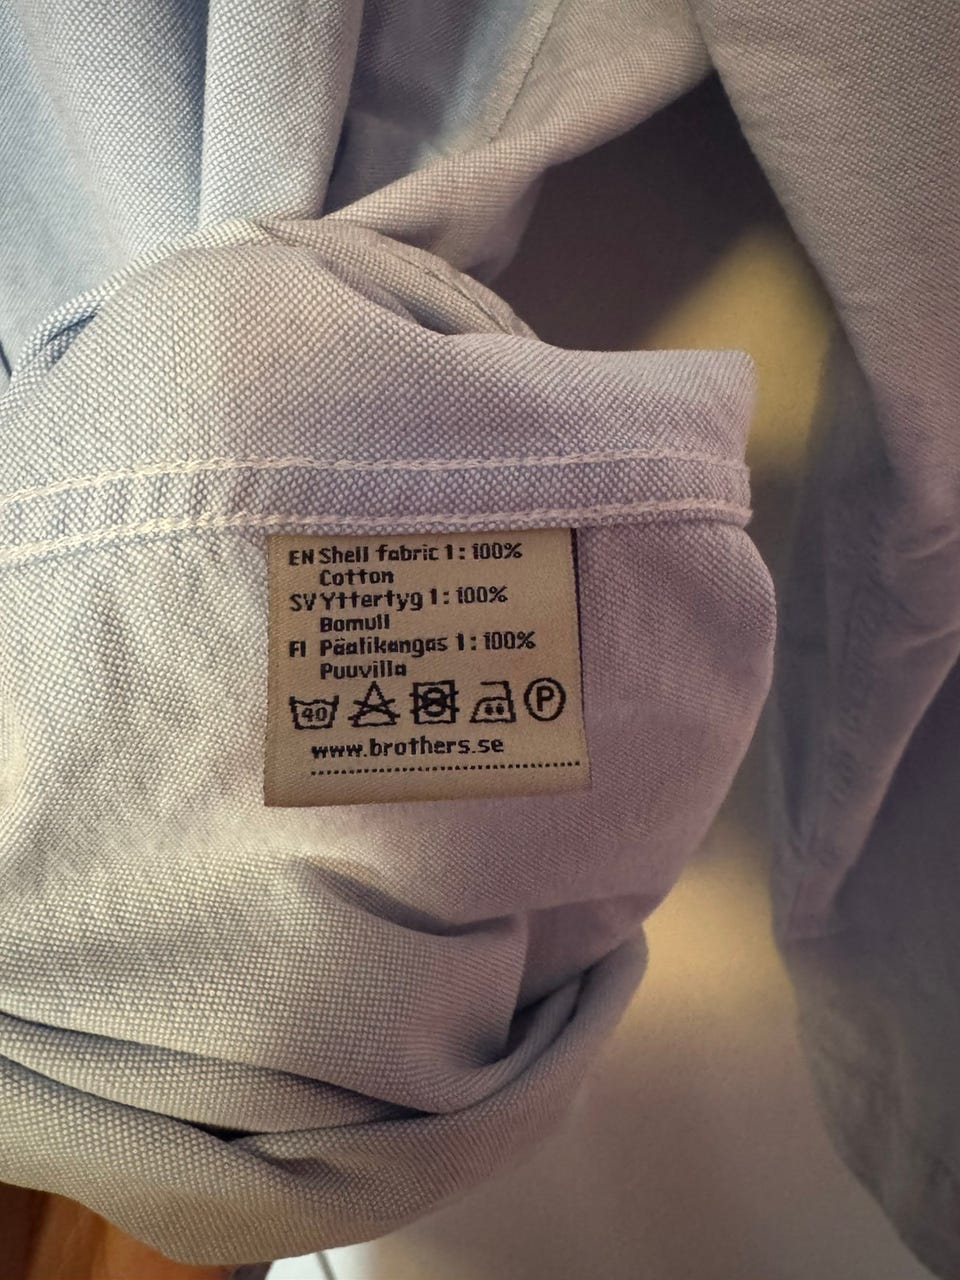 EN Shell fabric 1: 100%
Cotton
SV Yttertyg 1: 100%
Bomull
FI Päälikangas 1: 100%
Puuvilla
40 P
www.brothers.se